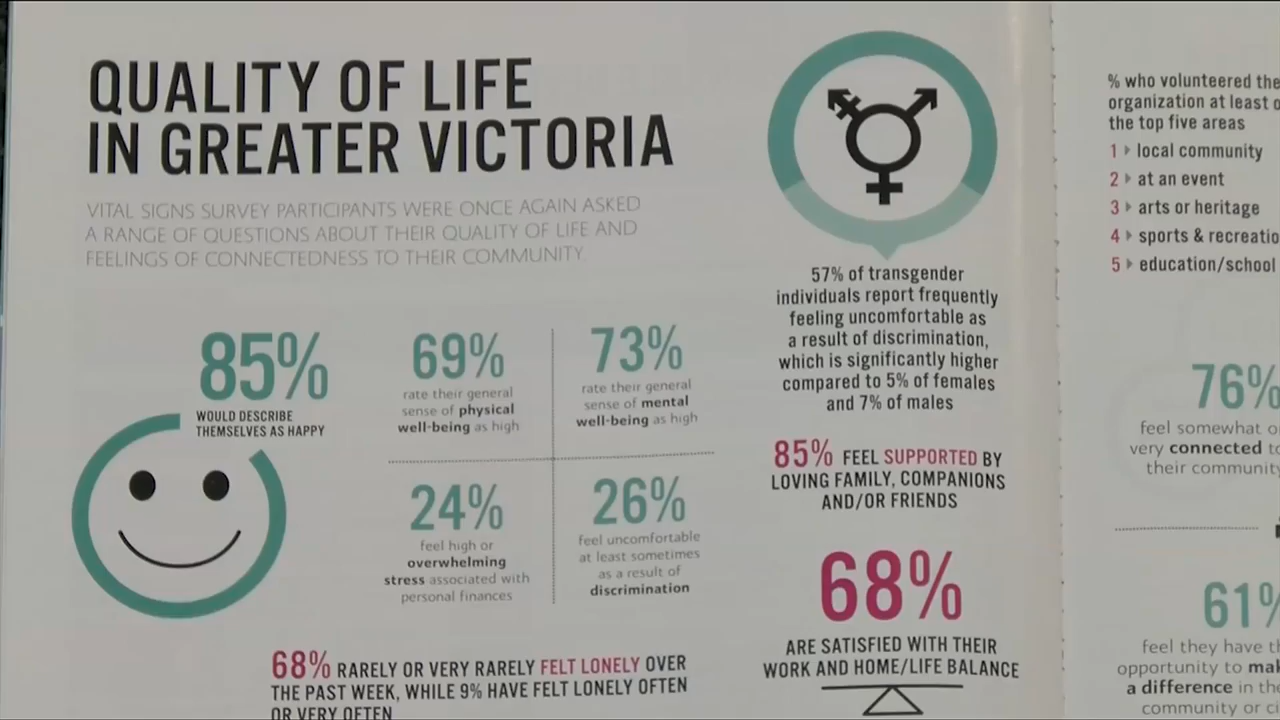 QUALITY OF LIFE
IN GREATER VICTORIA
VITAL SIGNS SURVEY PARTICIPANTS WERE ONCE AGAIN ASKED
A RANGE OF QUESTIONS ABOUT THEIR QUALITY OF LIFE AND
FEELINGS OF CONNECTEDNESS TO THEIR COMMUNITY.
85%
WOULD DESCRIBE
THEMSELVES AS HAPPY
69%
rate their general
sense of physical
well-being as high
73%
rate their general
sense of mental
well-being as high
24%
feel high or
overwhelming
stress associated with
personal finances
26%
feel uncomfortable
at least sometimes
as a result of
discrimination
68% RARELY OR VERY RARELY FELT LONELY OVER
THE PAST WEEK, WHILE 9% HAVE FELT LONELY OFTEN
OR VERY OFTEN
57% of transgender
individuals report frequently
feeling uncomfortable as
a result of discrimination,
which is significantly higher
compared to 5% of females
and 7% of males
85% FEEL SUPPORTED BY
LOVING FAMILY, COMPANIONS
AND/OR FRIENDS
68%
ARE SATISFIED WITH THEIR
WORK AND HOME/LIFE BALANCE
% who volunteered
organization at least
the top five areas
1 local community
2 at an event
3 arts or heritage
4 sports &
5 education/school
76%
feel somewhat
very connected
their community
61%
feel they have
opportunity to
a difference in
community or